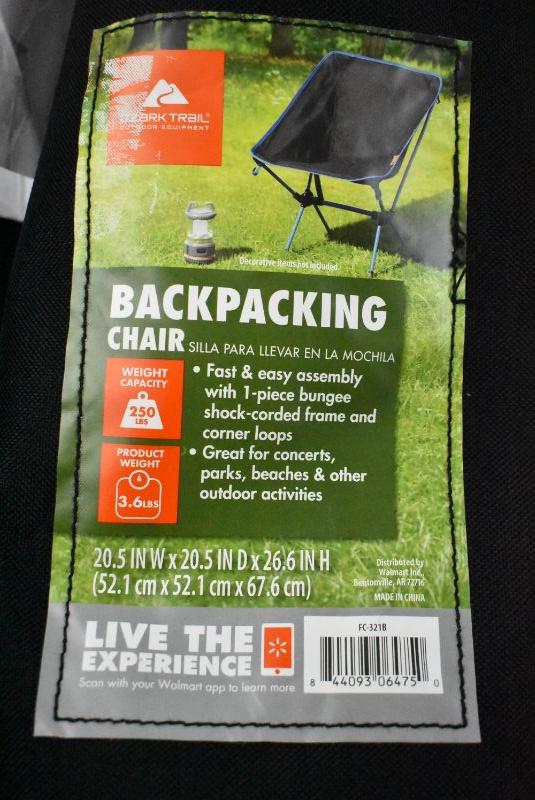 OZARK TRAIL®
OUTDOOR EQUIPMENT
Decorative items not included.
BACKPACKING
CHAIR SILLA PARA LLEVAR EN LA MOCHILA
WEIGHT
CAPACITY
250
LBS
PRODUCT
WEIGHT
3.6 LBS
• Fast & easy assembly
with 1-piece bungee
shock-corded frame and
corner loops
• Great for concerts,
parks, beaches & other
outdoor activities
20.5 IN W x 20.5 IN D x 26.6 IN H
(52.1 cm x 52.1 cm x 67.6 cm)
Distributed by
Walmart Inc.,
Bentonville, AR 72716
MADE IN CHINA
LIVE THE
EXPERIENCE
Scan with your Walmart app to learn more
FC-321B
8 44093 06475 0